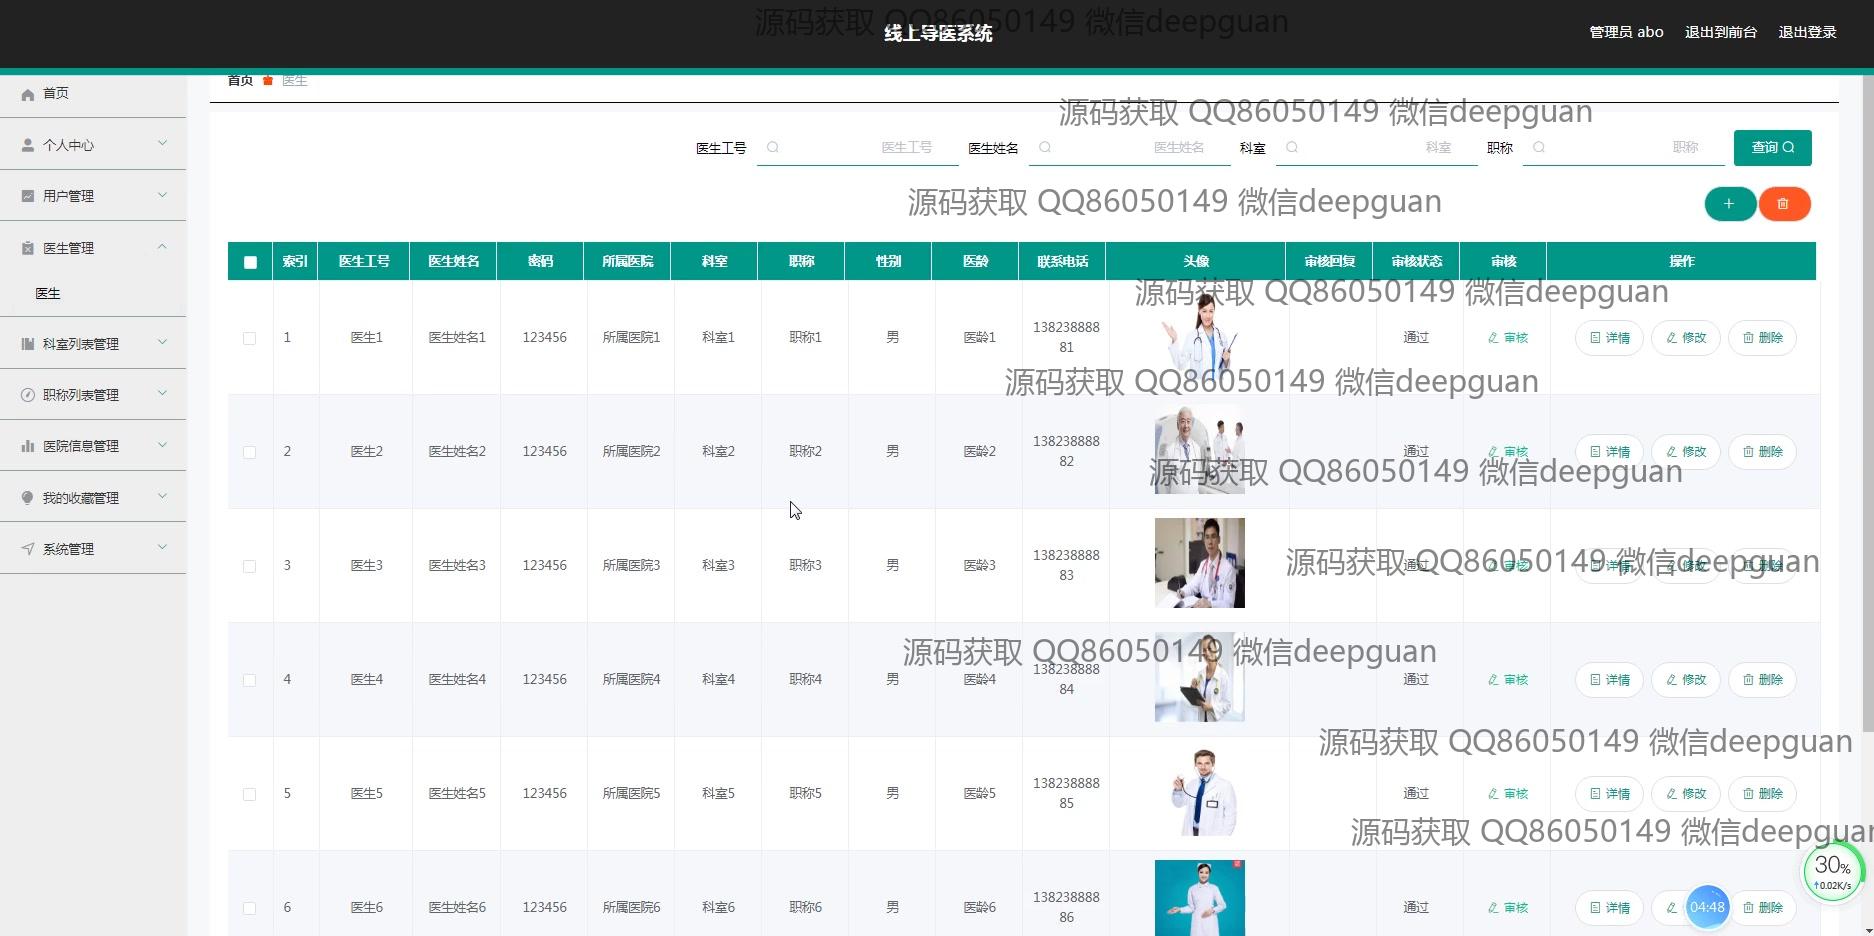 源码获取 QQ86050149 微信deepguan
线上导医系统
管理员 abo 退出到前台 退出登录
首页 医生
首页
个人中心
用户管理
医生管理
医生
科室列表管理
职称列表管理
医院信息管理
我的收藏管理
系统管理
源码获取 QQ86050149 微信deepguan
医生工号 医生工号 医生姓名 医生姓名 科室 科室 职称 职称 查询
源码获取 QQ86050149 微信deepguan
索引 医生工号 医生姓名 密码 所属医院 科室 职称 性别 医龄 联系电话 头像 审核回复 审核状态 审核 操作
源码获取 QQ86050149 微信deepguan
1 医生1 医生姓名1 123456 所属医院1 科室1 职称1 男 医龄1 138238888
81 通过 审核 详情 修改 删除
源码获取 QQ86050149 微信deepguan
2 医生2 医生姓名2 123456 所属医院2 科室2 职称2 男 医龄2 138238888
82 通过 审核 详情 修改 删除
源码获取 QQ86050149 微信deepguan
3 医生3 医生姓名3 123456 所属医院3 科室3 职称3 男 医龄3 138238888
83 通过 审核 详情 修改 删除
源码获取 QQ86050149 微信deepguan
源码获取 QQ86050149 微信deepguan
4 医生4 医生姓名4 123456 所属医院4 科室4 职称4 男 医龄4 138238888
84 通过 审核 详情 修改 删除
源码获取 QQ86050149 微信deepguan
5 医生5 医生姓名5 123456 所属医院5 科室5 职称5 男 医龄5 138238888
85 通过 审核 详情 修改 删除
源码获取 QQ86050149 微信deepguan
30%
0.02K/s
6 医生6 医生姓名6 123456 所属医院6 科室6 职称6 男 医龄6 138238888
86 通过 审核 详情 04:48 删除